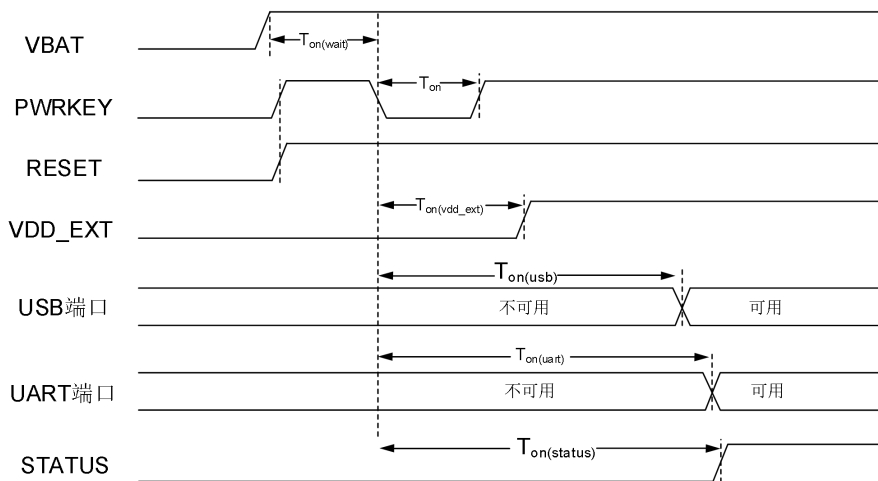 VBAT
Ton(wait)
PWRKEY
Ton
RESET
VDD_EXT
Ton(vdd_ext)
Ton(usb)
USB端口
不可用
可用
Ton(uart)
UART端口
不可用
可用
Ton(status)
STATUS